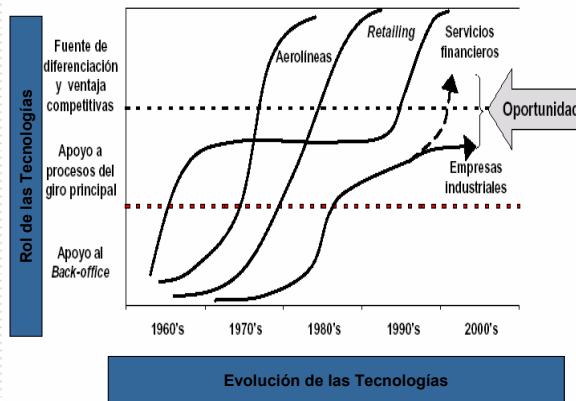 Rol de las Tecnologías
Fuente de
diferenciación
y ventaja
competitivas
Apoyo a
procesos del
giro principal
Apoyo al
Back-office
Aerolíneas
Retailing
Servicios
financieros
Oportunidad
Empresas
industriales
1960's
1970's
1980's
1990's
2000's
Evolución de las Tecnologías